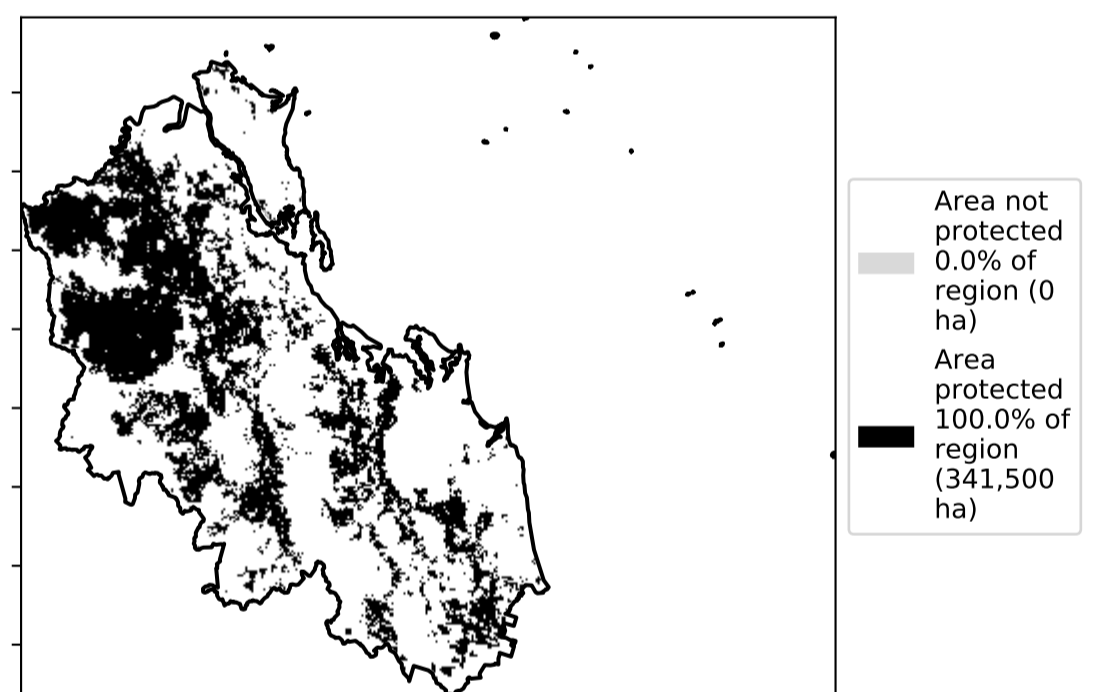 Area not
protected
0.0% of
region (0
ha)
Area
protected
100.0% of
region
(341,500
ha)